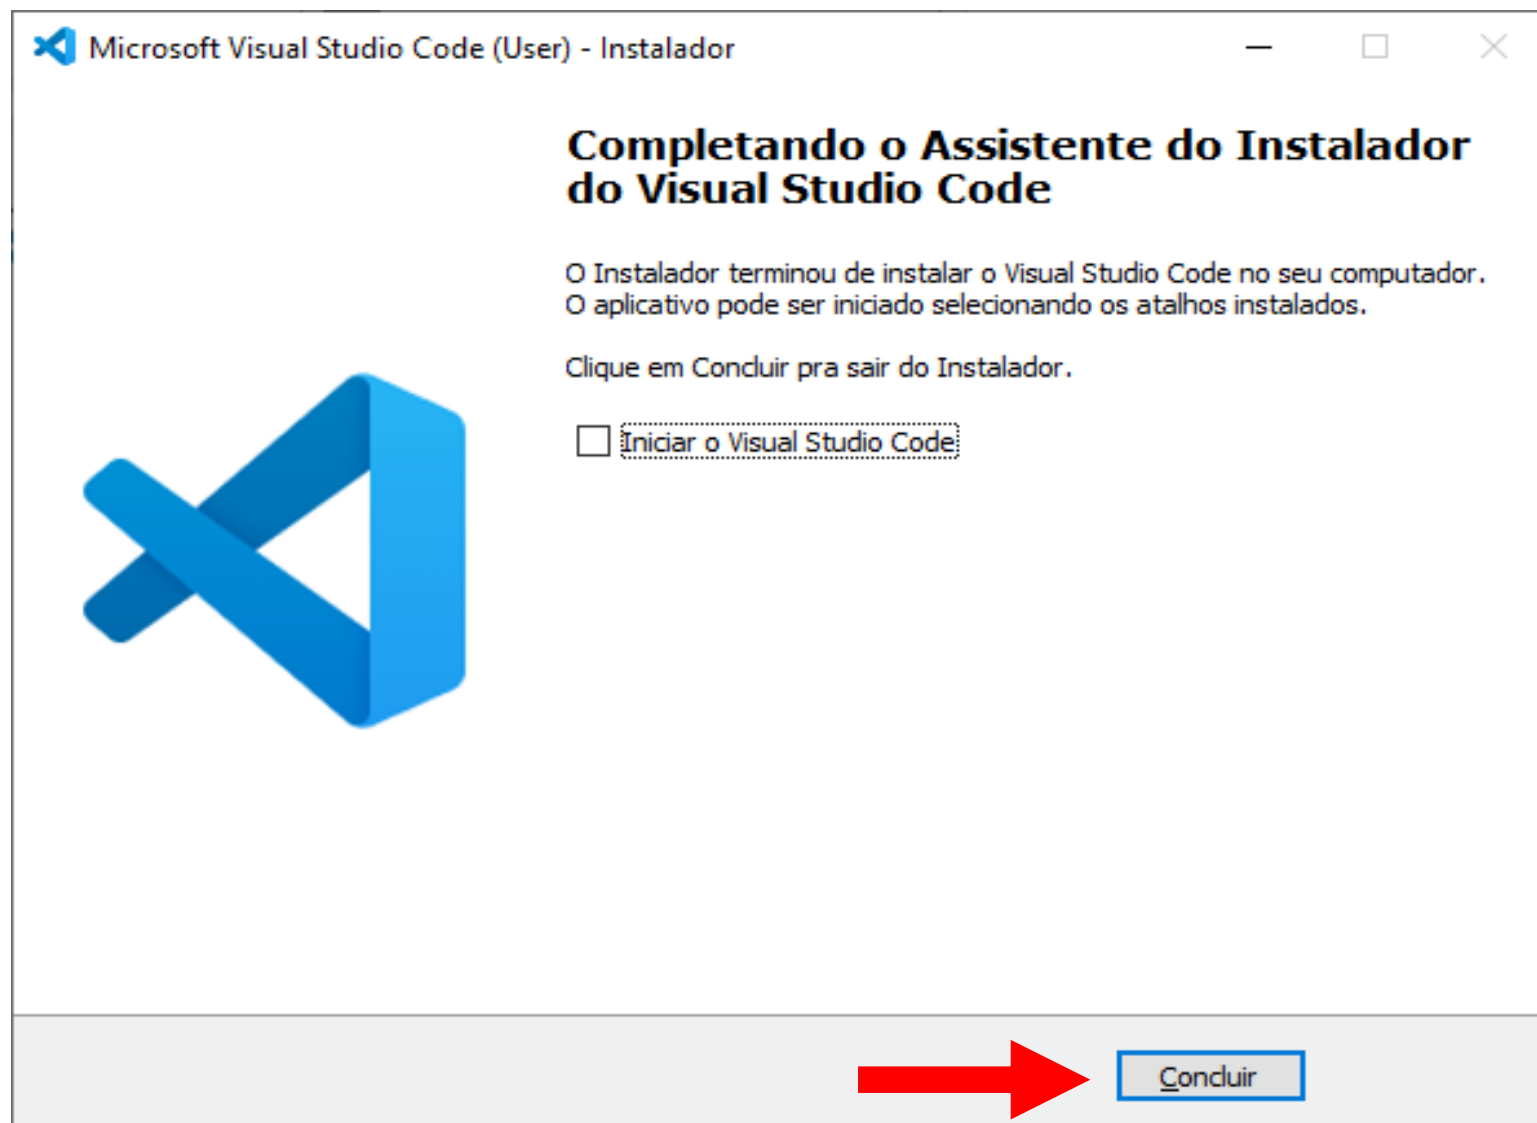 Microsoft Visual Studio Code (User) - Instalador
Completando o Assistente do Instalador
do Visual Studio Code
O Instalador terminou de instalar o Visual Studio Code no seu computador.
O aplicativo pode ser iniciado selecionando os atalhos instalados.
Clique em Concluir pra sair do Instalador.
Iniciar o Visual Studio Code
Concluir